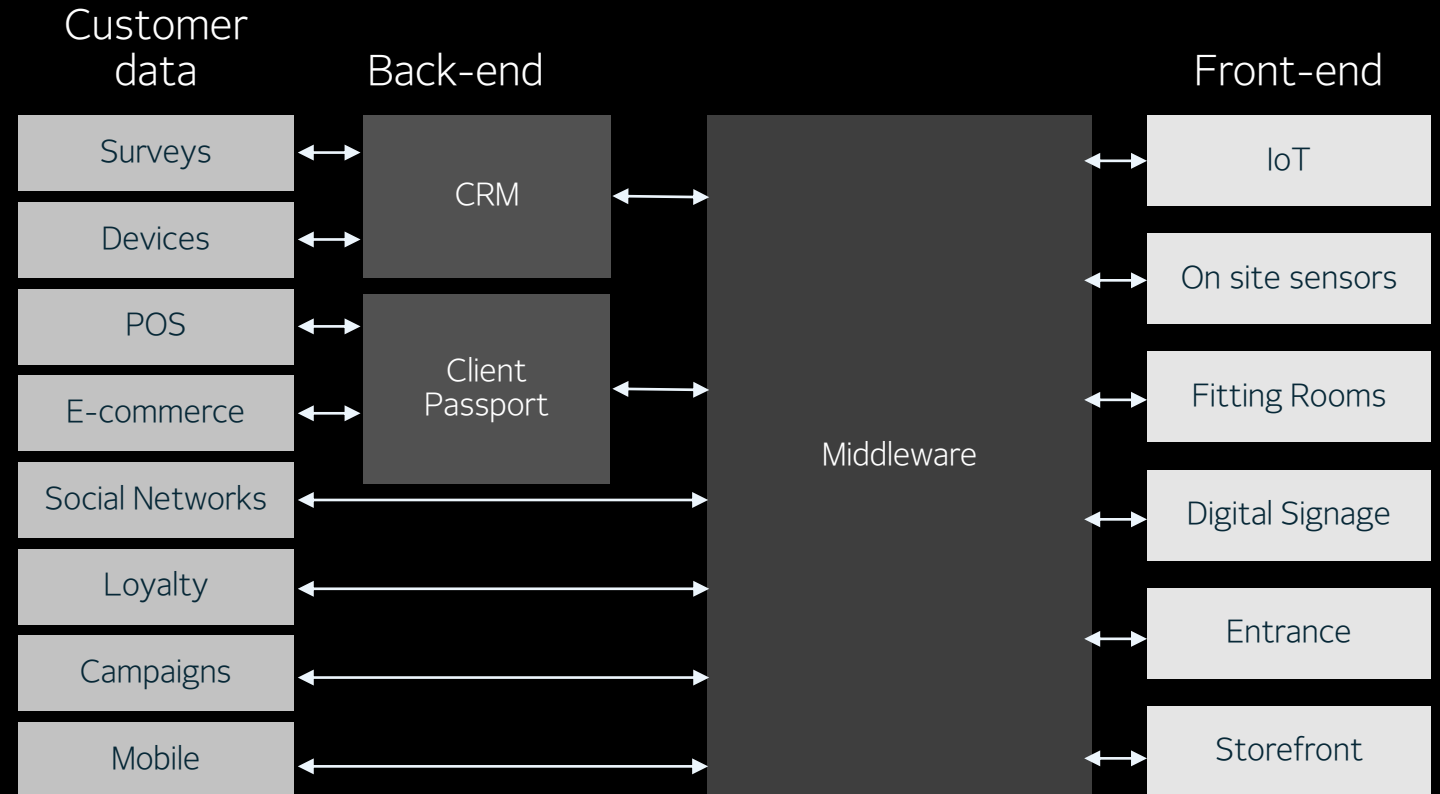 Customer
data
Back-end
Front-end
Surveys
Devices
POS
E-commerce
Social Networks
Loyalty
Campaigns
Mobile
CRM
Client
Passport
Middleware
IoT
On site sensors
Fitting Rooms
Digital Signage
Entrance
Storefront